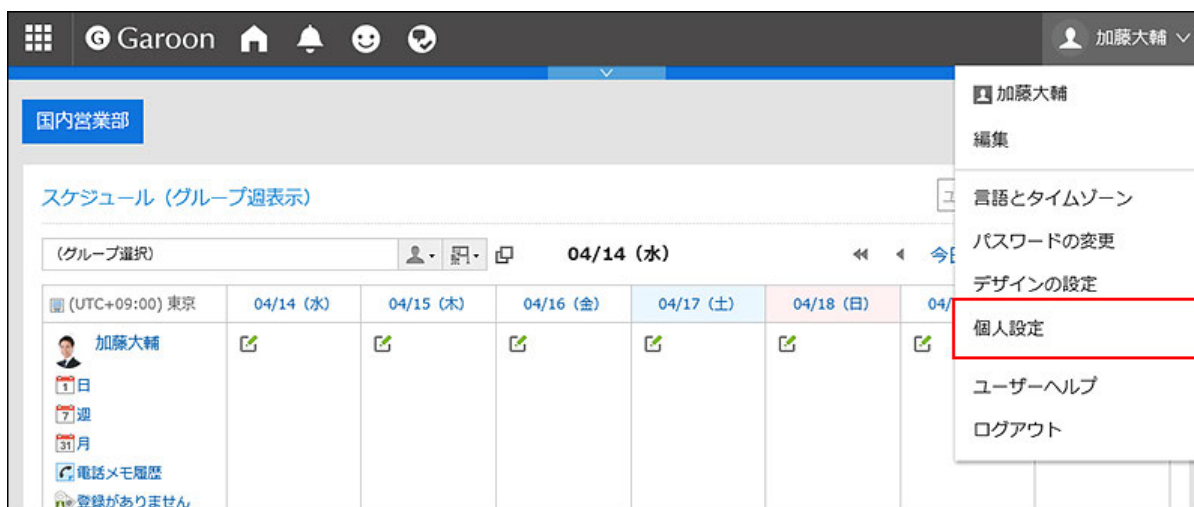 Garoon
加藤大輔
国内営業部
加藤大輔
編集
言語とタイムゾーン
パスワードの変更
デザインの設定
個人設定
ユーザーヘルプ
ログアウト
スケジュール（グループ週表示）
（グループ選択） 04/14（水） 今日
(UTC+09:00) 東京 04/14（水） 04/15（木） 04/16（金） 04/17（土） 04/18（日） 04/
加藤大輔
1 日
7 週
31 月
電話メモ履歴
登録がありません